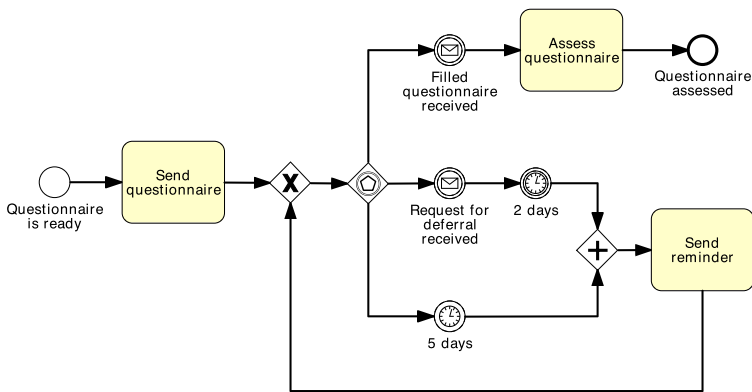 Assess
questionnaire
Filled
questionnaire
received
Questionnaire
assessed
Send
questionnaire
X
Questionnaire
is ready
Request for
deferral
received
2 days
Send
reminder
5 days